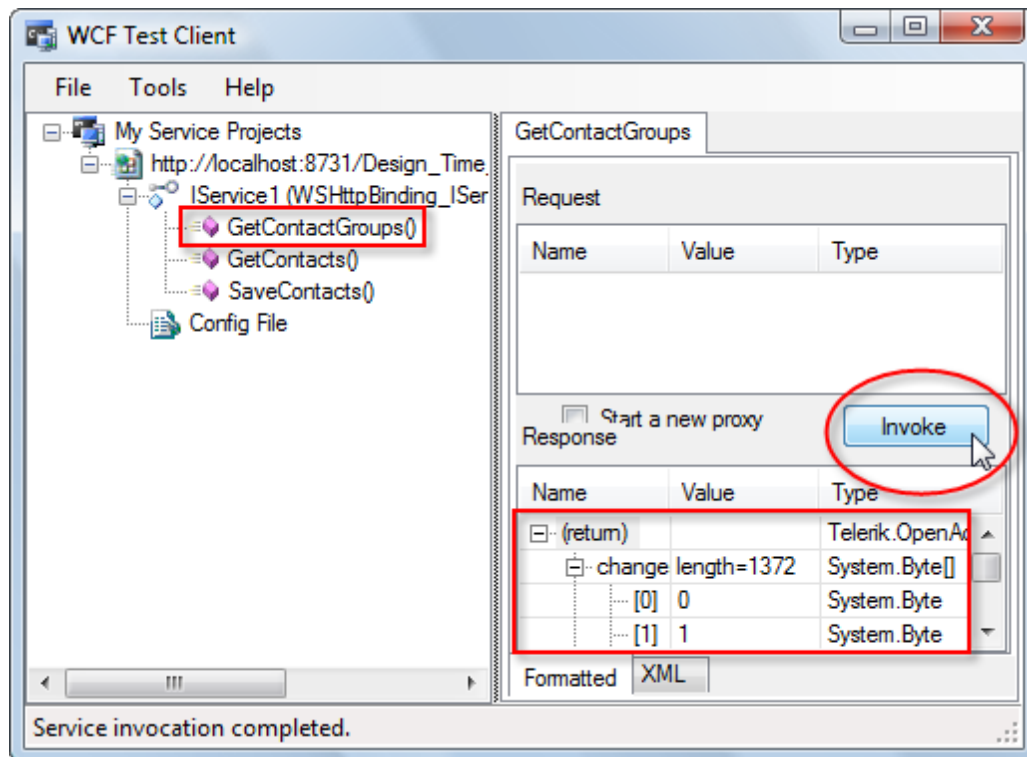 WCF Test Client
File Tools Help
My Service Projects
http://localhost:8731/Design_Time_
IService1 (WSHttpBinding_ISer
GetContactGroups()
GetContacts()
SaveContacts()
Config File
GetContactGroups
Request
Name Value Type
Start a new proxy
Invoke
Response
Name Value Type
(return) Telerik.OpenAc
change length=1372 System.Byte[]
[0] 0 System.Byte
[1] 1 System.Byte
Formatted XML
Service invocation completed.